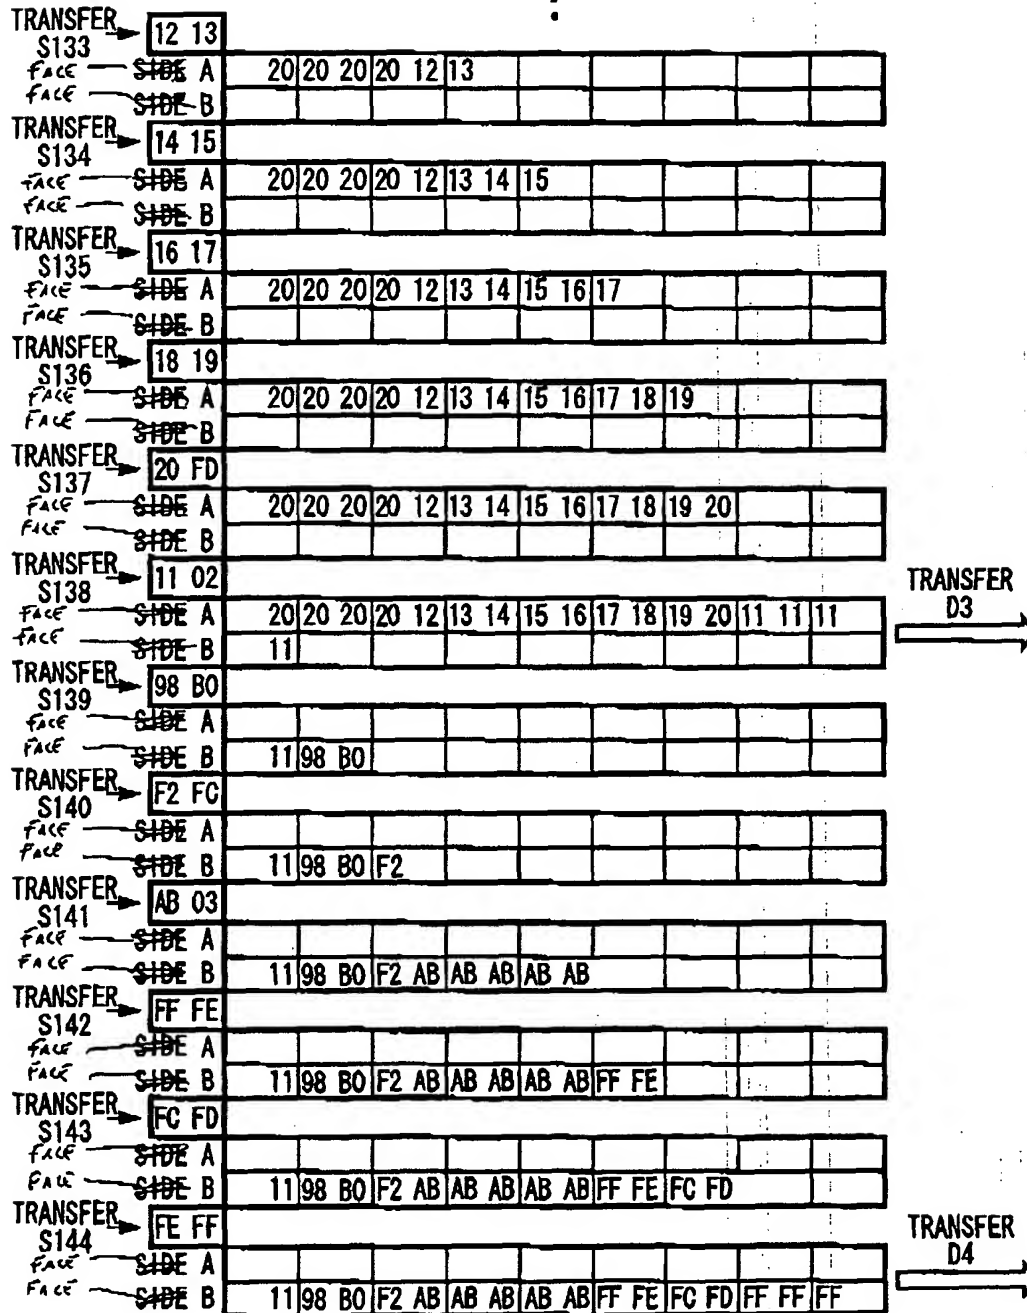 TRANSFER S133 12 13
FACE SIDE A 20 20 20 20 12 13
FACE SIDE B
TRANSFER S134 14 15
FACE SIDE A 20 20 20 20 12 13 14 15
FACE SIDE B
TRANSFER S135 16 17
FACE SIDE A 20 20 20 20 12 13 14 15 16 17
FACE SIDE B
TRANSFER S136 18 19
FACE SIDE A 20 20 20 20 12 13 14 15 16 17 18 19
FACE SIDE B
TRANSFER S137 20 FD
FACE SIDE A 20 20 20 20 12 13 14 15 16 17 18 19 20
FACE SIDE B
TRANSFER S138 11 02
FACE SIDE A 20 20 20 20 12 13 14 15 16 17 18 19 20 11 11 11
TRANSFER D3
FACE SIDE B 11
TRANSFER S139 98 B0
FACE SIDE A
FACE SIDE B 11 98 B0
TRANSFER S140 F2 FC
FACE SIDE A
FACE SIDE B 11 98 B0 F2
TRANSFER S141 AB 03
FACE SIDE A
FACE SIDE B 11 98 B0 F2 AB AB AB AB AB
TRANSFER S142 FF FE
FACE SIDE A
FACE SIDE B 11 98 B0 F2 AB AB AB AB AB FF FE
TRANSFER S143 FC FD
FACE SIDE A
FACE SIDE B 11 98 B0 F2 AB AB AB AB AB FF FE FC FD
TRANSFER S144 FE FF
TRANSFER D4
FACE SIDE A
FACE SIDE B 11 98 B0 F2 AB AB AB AB AB FF FE FC FD FF FF FF